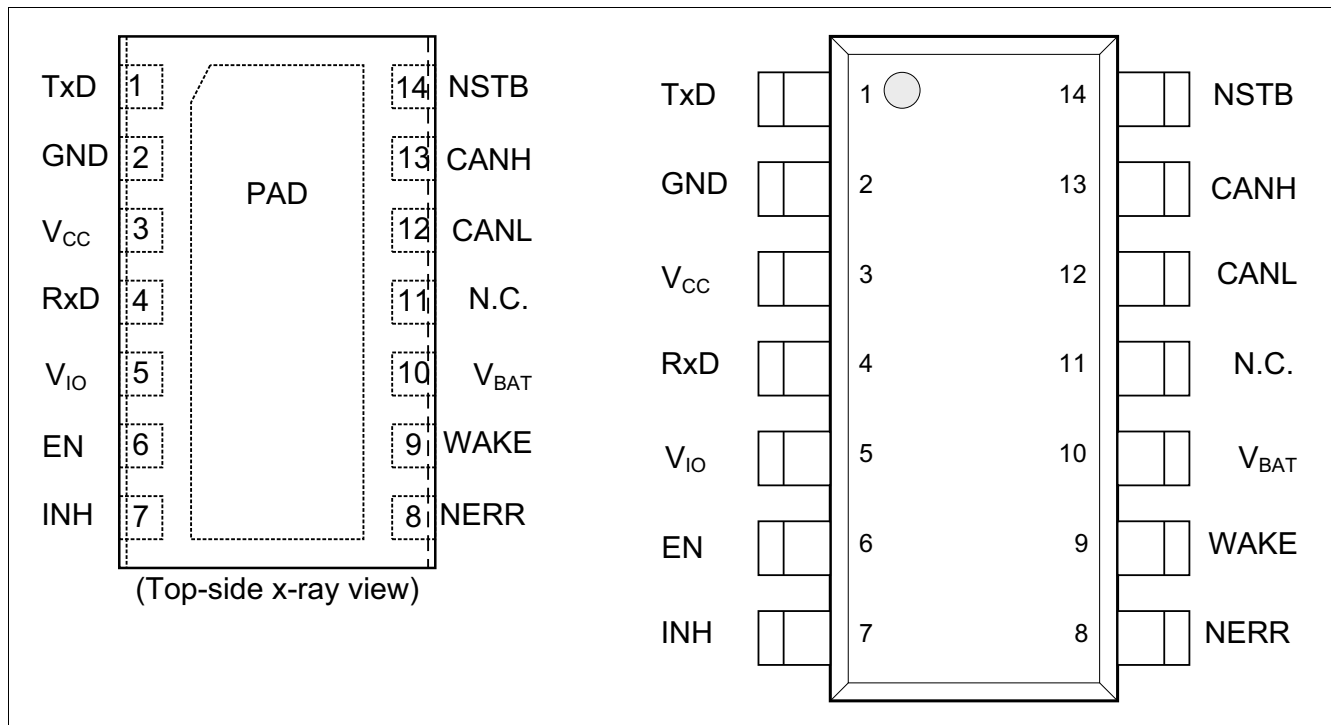 TxD 1 14 NSTB
GND 2 13 CANH
PAD
VCC 3 12 CANL
RxD 4 11 N.C.
VIO 5 10 VBAT
EN 6 9 WAKE
INH 7 8 NERR
(Top-side x-ray view)
TxD 1 14 NSTB
GND 2 13 CANH
VCC 3 12 CANL
RxD 4 11 N.C.
VIO 5 10 VBAT
EN 6 9 WAKE
INH 7 8 NERR